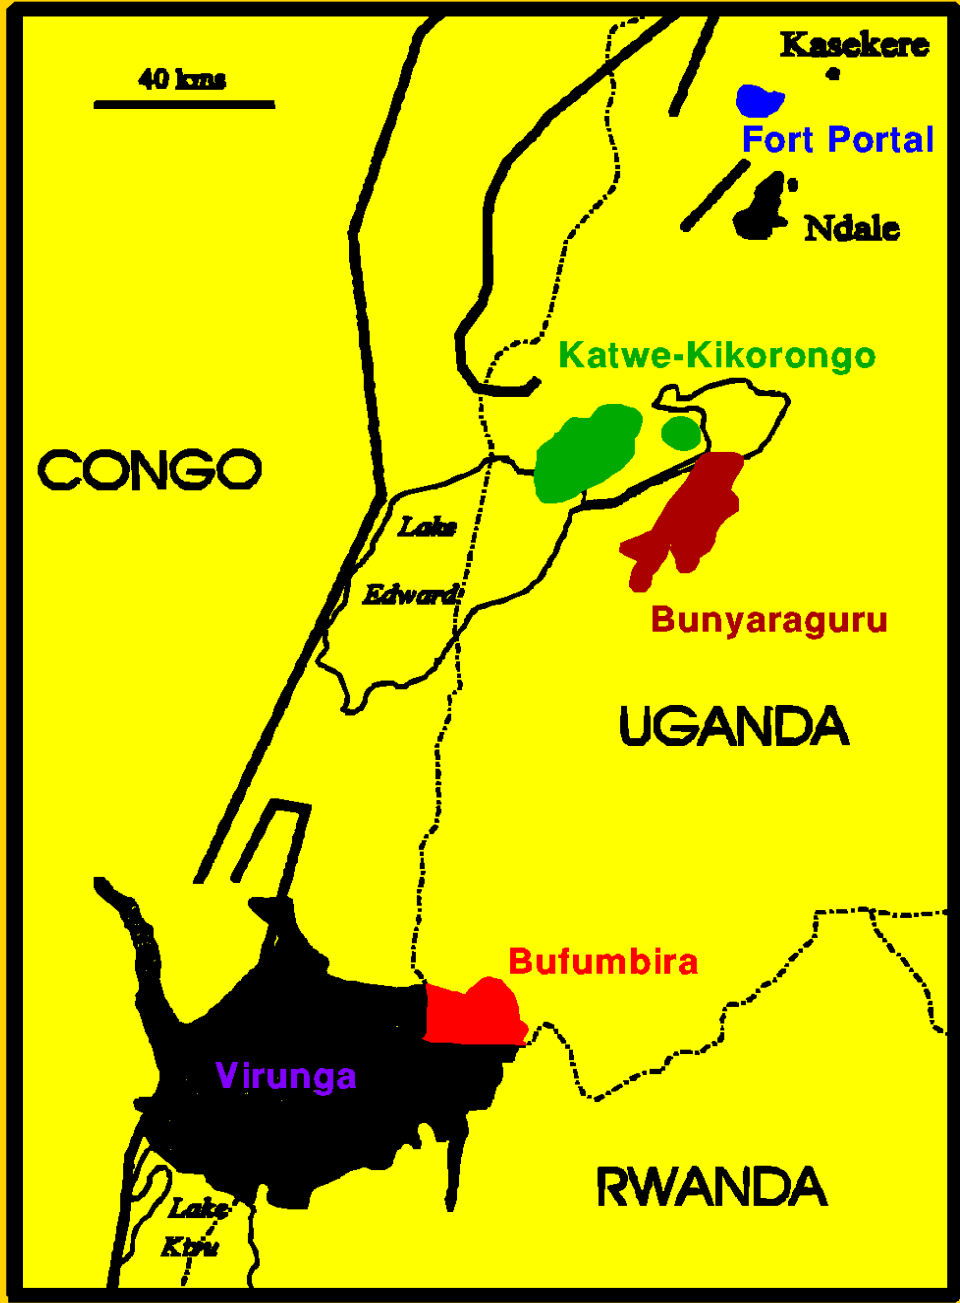 Kasekere
40 kms
Fort Portal
Ndale
Katwe-Kikorongo
CONGO
Lake
Edward
Bunyaraguru
UGANDA
Bufumbira
Virunga
RWANDA
Lake
Kivu